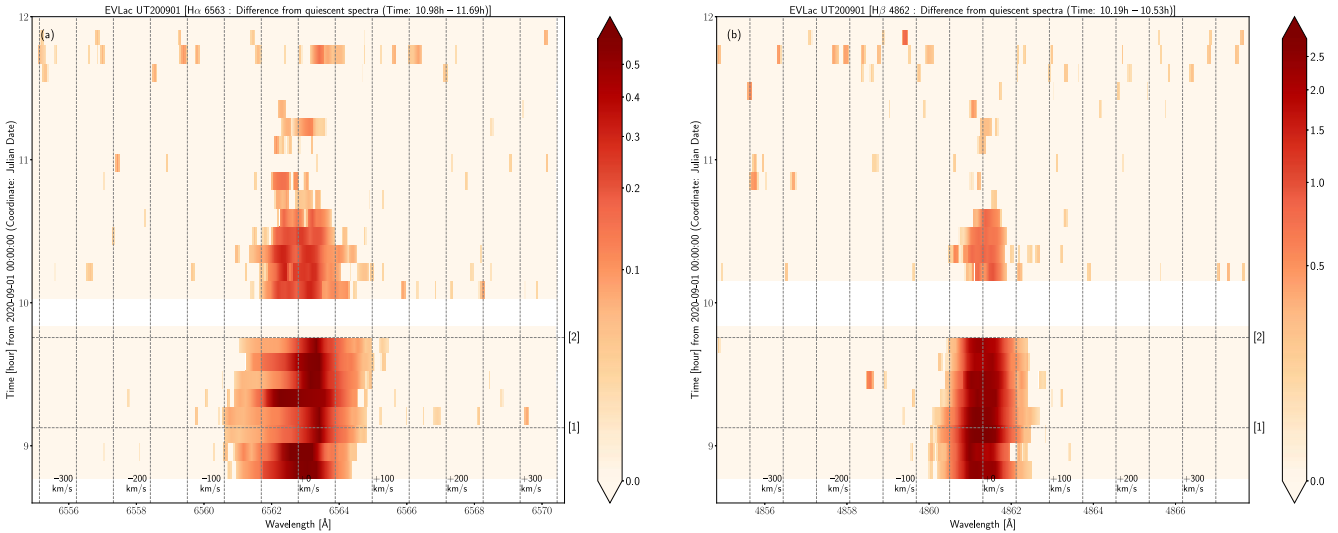 EVLac UT200901 [Hα 6563 : Difference from quiescent spectra (Time: 10.98h − 11.69h)]
(a)
12
11
10
9
Time [hour] from 2020-09-01 00:00:00 (Coordinate: Julian Date)
[2]
[1]
−300 km/s
−200 km/s
−100 km/s
+100 km/s
+200 km/s
+300 km/s
6556 6558 6560 6562 6564 6566 6568 6570
Wavelength [Å]
0.5
0.4
0.3
0.2
0.1
0.0
EVLac UT200901 [Hβ 4862 : Difference from quiescent spectra (Time: 10.19h − 10.53h)]
(b)
12
11
10
9
Time [hour] from 2020-09-01 00:00:00 (Coordinate: Julian Date)
[2]
[1]
−300 km/s
−200 km/s
−100 km/s
km/s
+100 km/s
+200 km/s
+300 km/s
4856 4858 4860 4862 4864 4866
Wavelength [Å]
2.5
2.0
1.5
1.0
0.5
0.0